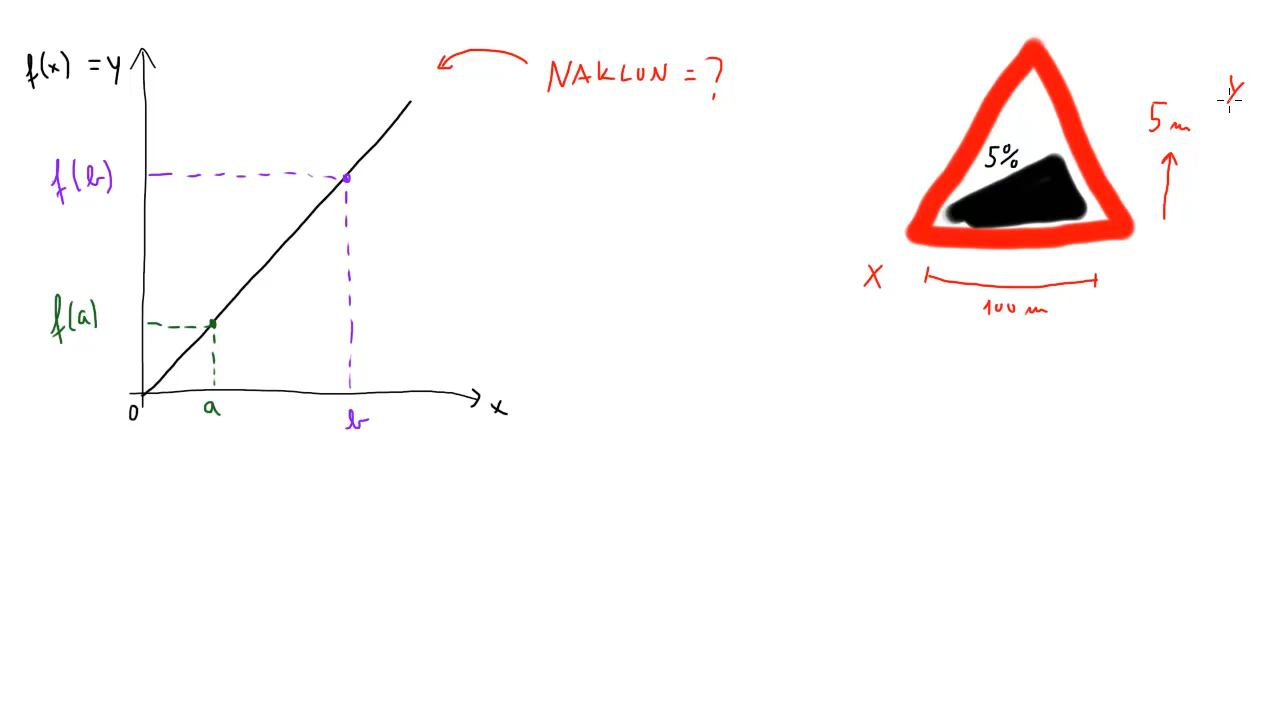 f(x) = y
NAKLON = ?
f(b)
f(a)
0
a
b
x
5%
5 m
y
x
100 m